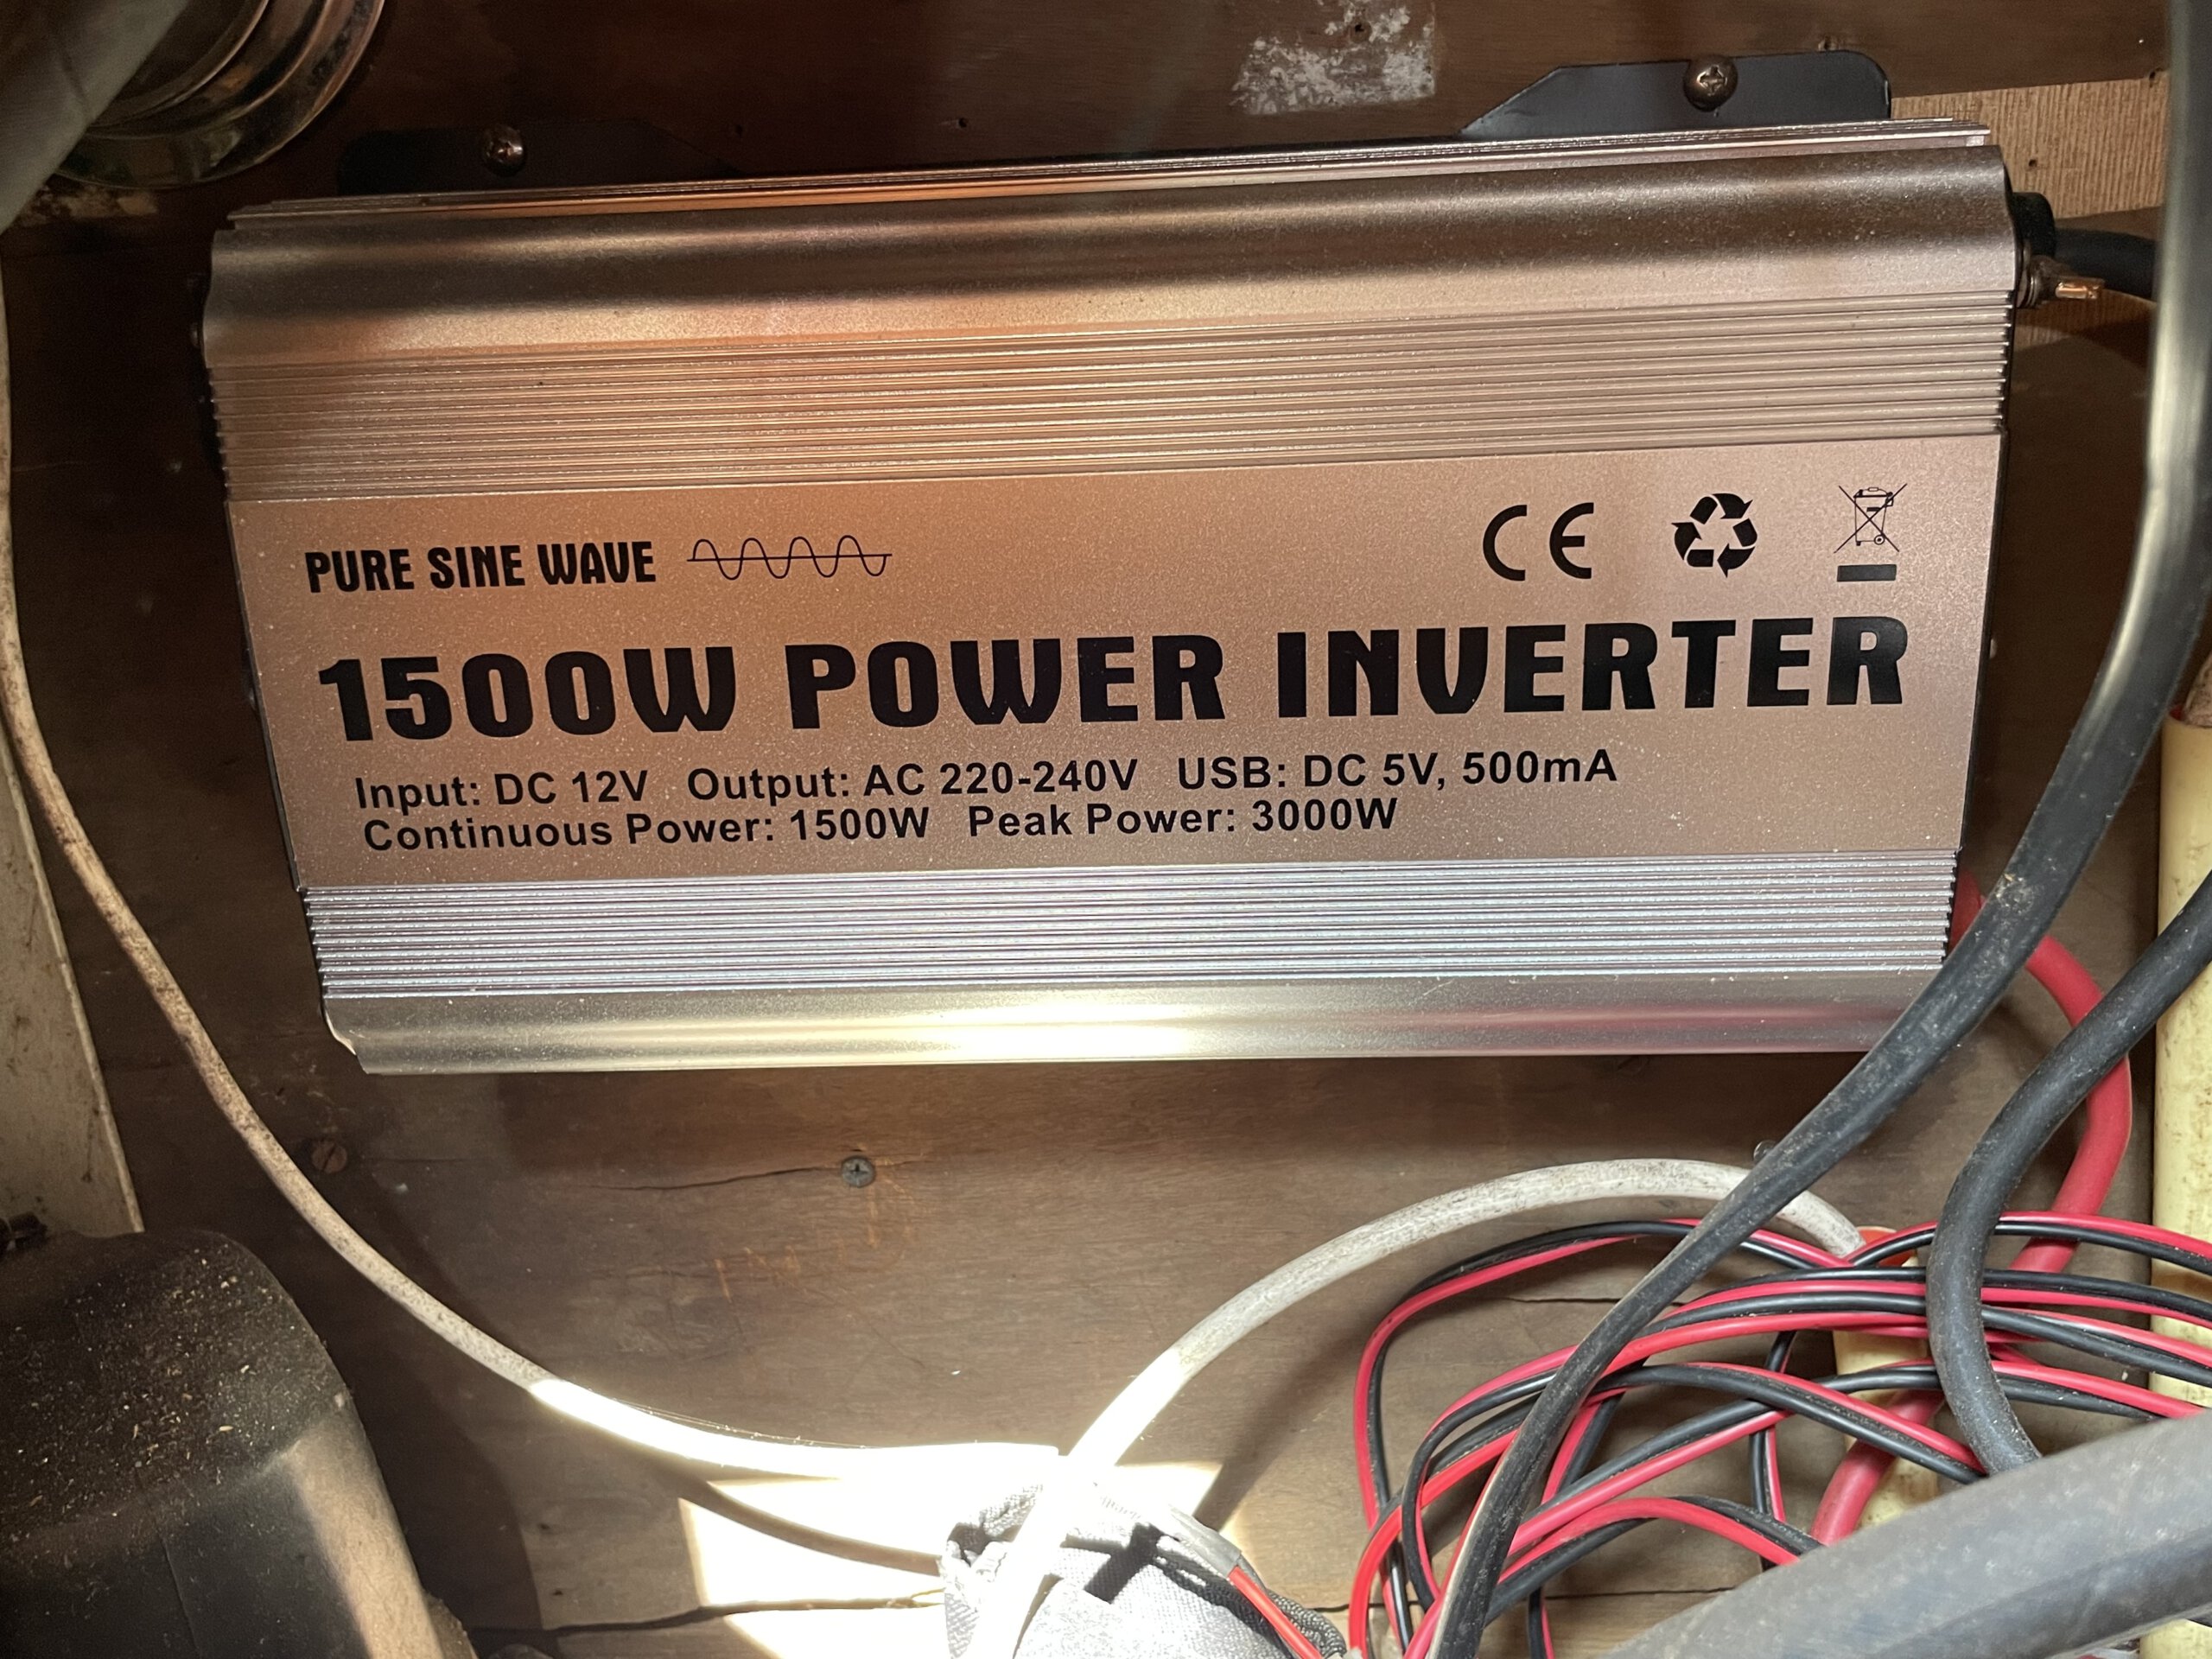 PURE SINE WAVE
CE
1500W POWER INVERTER
Input: DC 12V Output: AC 220-240V USB: DC 5V, 500mA
Continuous Power: 1500W Peak Power: 3000W